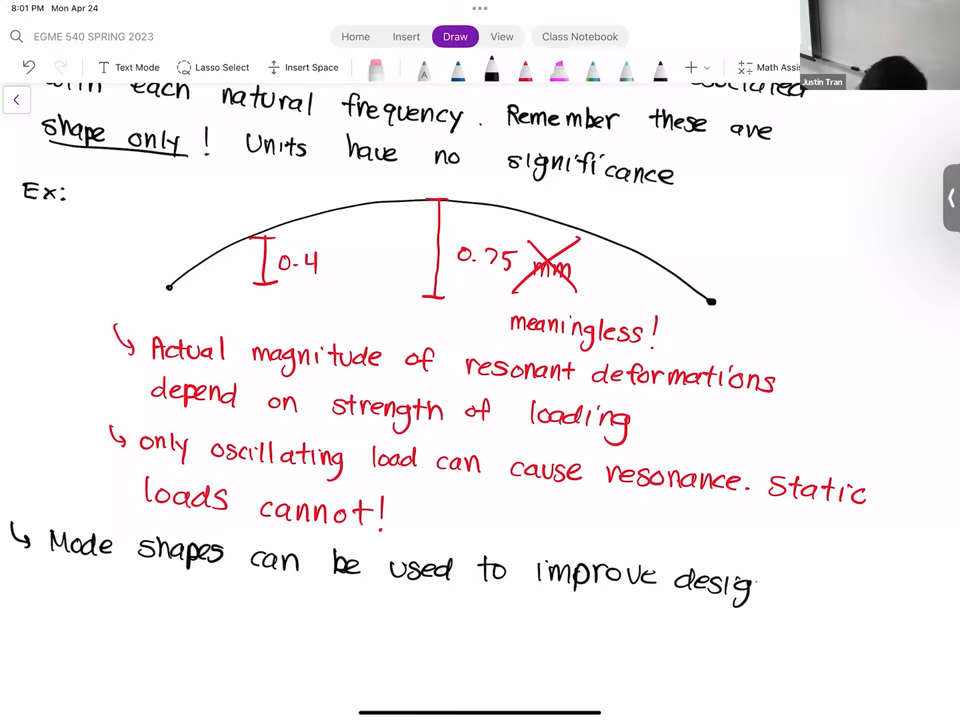 8:01 PM Mon Apr 24
EGME 540 SPRING 2023
Home Insert Draw View Class Notebook
Text Mode Lasso Select Insert Space Math Assis
Justin Tran
with each natural frequency. Remember these are
shape only! Units have no significance
Ex:
0.4
0.75 mm
meaningless!
↳ Actual magnitude of resonant deformations
depend on strength of loading
↳ only oscillating load can cause resonance. Static
loads cannot!
↳ Mode shapes can be used to improve desig